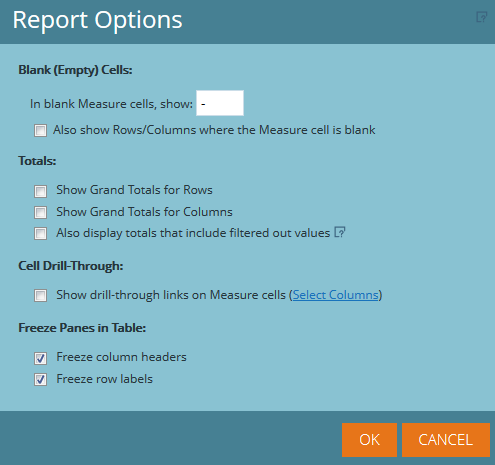 Report Options
Blank (Empty) Cells:
In blank Measure cells, show: -
Also show Rows/Columns where the Measure cell is blank
Totals:
Show Grand Totals for Rows
Show Grand Totals for Columns
Also display totals that include filtered out values ?
Cell Drill-Through:
Show drill-through links on Measure cells (Select Columns)
Freeze Panes in Table:
Freeze column headers
Freeze row labels
OK CANCEL